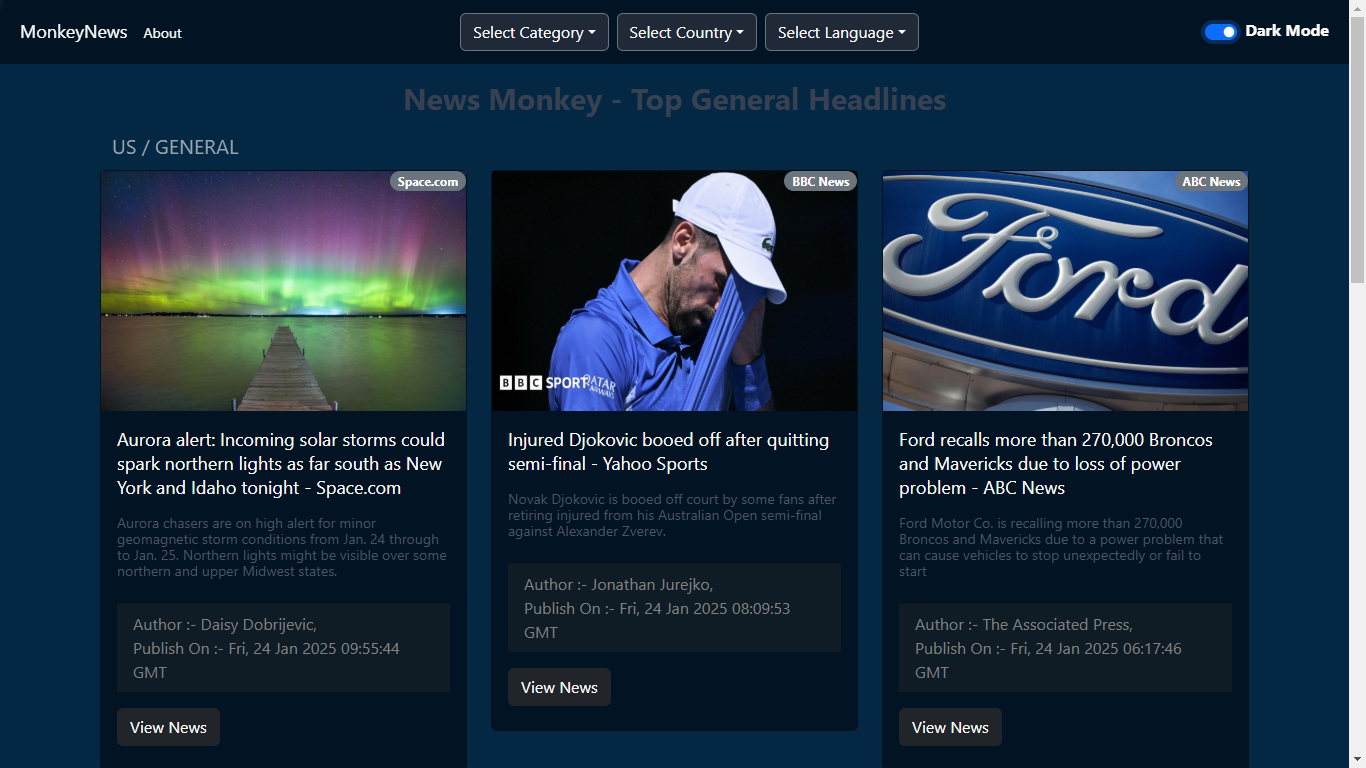 MonkeyNews About Select Category Select Country Select Language Dark Mode
News Monkey - Top General Headlines
US / GENERAL
Space.com
Aurora alert: Incoming solar storms could
spark northern lights as far south as New
York and Idaho tonight - Space.com
Aurora chasers are on high alert for minor
geomagnetic storm conditions from Jan. 24 through
to Jan. 25. Northern lights might be visible over some
northern and upper Midwest states.
Author :- Daisy Dobrijevic,
Publish On :- Fri, 24 Jan 2025 09:55:44
GMT
View News
BBC News
BBC SPORT
QATAR
AIRWAYS
Injured Djokovic booed off after quitting
semi-final - Yahoo Sports
Novak Djokovic is booed off court by some fans after
retiring injured from his Australian Open semi-final
against Alexander Zverev.
Author :- Jonathan Jurejko,
Publish On :- Fri, 24 Jan 2025 08:09:53
GMT
View News
ABC News
Ford
Ford recalls more than 270,000 Broncos
and Mavericks due to loss of power
problem - ABC News
Ford Motor Co. is recalling more than 270,000
Broncos and Mavericks due to a power problem that
can cause vehicles to stop unexpectedly or fail to
start
Author :- The Associated Press,
Publish On :- Fri, 24 Jan 2025 06:17:46
GMT
View News